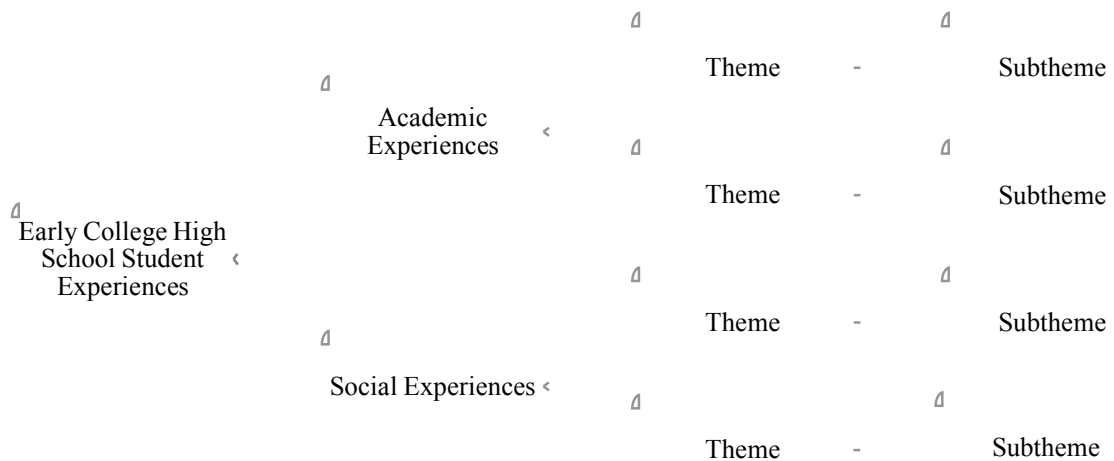 Theme - Subtheme
Academic
Experiences
Theme - Subtheme
Early College High
School Student
Experiences
Theme - Subtheme
Social Experiences
Theme - Subtheme